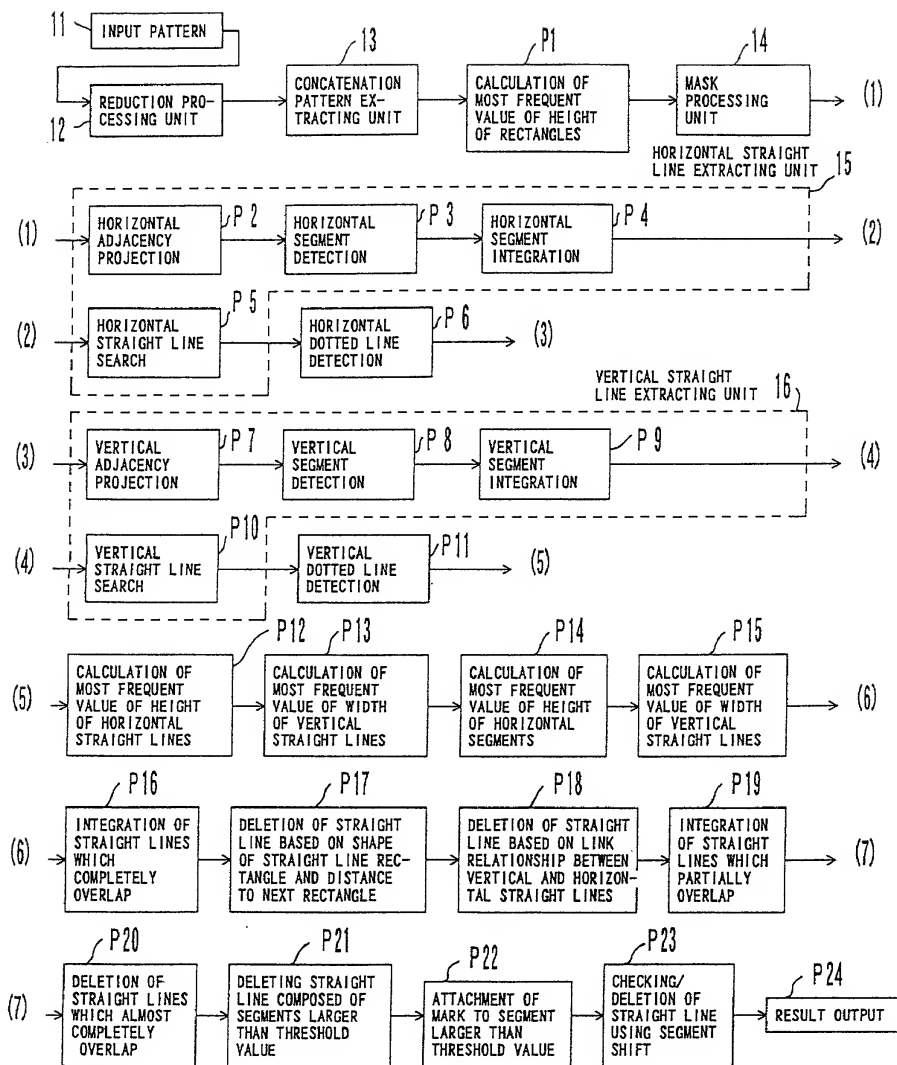 11
INPUT PATTERN
REDUCTION PRO-
CESSING UNIT
12
13
CONCATENATION
PATTERN EX-
TRACTING UNIT
P1
CALCULATION OF
MOST FREQUENT
VALUE OF HEIGHT
OF RECTANGLES
14
MASK
PROCESSING
UNIT
(1)
HORIZONTAL STRAIGHT
LINE EXTRACTING UNIT
15
(1)
HORIZONTAL
ADJACENCY
PROJECTION
P 2
HORIZONTAL
SEGMENT
DETECTION
P 3
HORIZONTAL
SEGMENT
INTEGRATION
P 4
(2)
(2)
HORIZONTAL
STRAIGHT LINE
SEARCH
P 5
HORIZONTAL
DOTTED LINE
DETECTION
P 6
(3)
VERTICAL STRAIGHT
LINE EXTRACTING UNIT
16
(3)
VERTICAL
ADJACENCY
PROJECTION
P 7
VERTICAL
SEGMENT
DETECTION
P 8
VERTICAL
SEGMENT
INTEGRATION
P 9
(4)
(4)
VERTICAL
STRAIGHT LINE
SEARCH
P10
VERTICAL
DOTTED LINE
DETECTION
P11
(5)
(5)
P12
CALCULATION OF
MOST FREQUENT
VALUE OF HEIGHT
OF HORIZONTAL
STRAIGHT LINES
P13
CALCULATION OF
MOST FREQUENT
VALUE OF WIDTH
OF VERTICAL
STRAIGHT LINES
P14
CALCULATION OF
MOST FREQUENT
VALUE OF HEIGHT
OF HORIZONTAL
SEGMENTS
P15
CALCULATION OF
MOST FREQUENT
VALUE OF WIDTH
OF VERTICAL
STRAIGHT LINES
(6)
(6)
P16
INTEGRATION OF
STRAIGHT LINES
WHICH
COMPLETELY
OVERLAP
P17
DELETION OF STRAIGHT
LINE BASED ON SHAPE
OF STRAIGHT LINE REC-
TANGLE AND DISTANCE
TO NEXT RECTANGLE
P18
DELETION OF STRAIGHT
LINE BASED ON LINK
RELATIONSHIP BETWEEN
VERTICAL AND HORIZON-
TAL STRAIGHT LINES
P19
INTEGRATION OF
STRAIGHT
LINES WHICH
PARTIALLY
OVERLAP
(7)
(7)
P20
DELETION OF
STRAIGHT LINES
WHICH ALMOST
COMPLETELY
OVERLAP
P21
DELETING STRAIGHT
LINE COMPOSED OF
SEGMENTS LARGER
THAN THRESHOLD
VALUE
P22
ATTACHMENT OF
MARK TO SEGMENT
LARGER THAN
THRESHOLD VALUE
P23
CHECKING/
DELETION OF
STRAIGHT LINE
USING SEGMENT
SHIFT
P24
RESULT OUTPUT